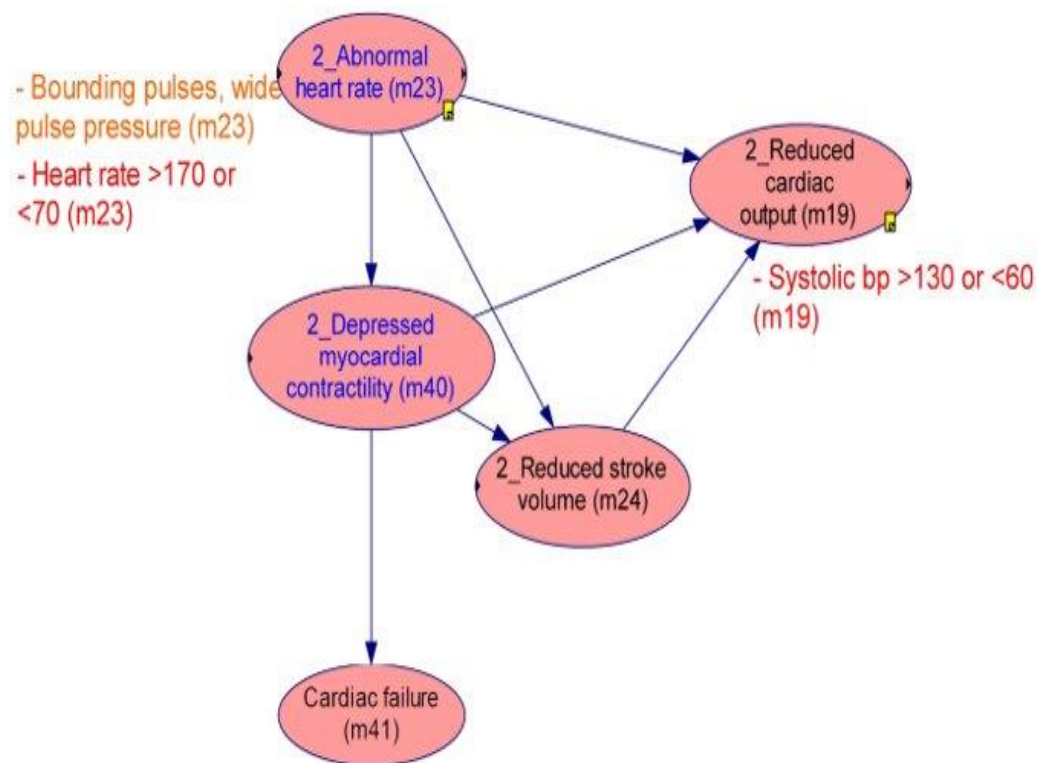 2_Abnormal
heart rate (m23)
- Bounding pulses, wide
pulse pressure (m23)
- Heart rate >170 or
<70 (m23)
2_Reduced
cardiac
output (m19)
- Systolic bp >130 or <60
(m19)
2_Depressed
myocardial
contractility (m40)
2_Reduced stroke
volume (m24)
Cardiac failure
(m41)